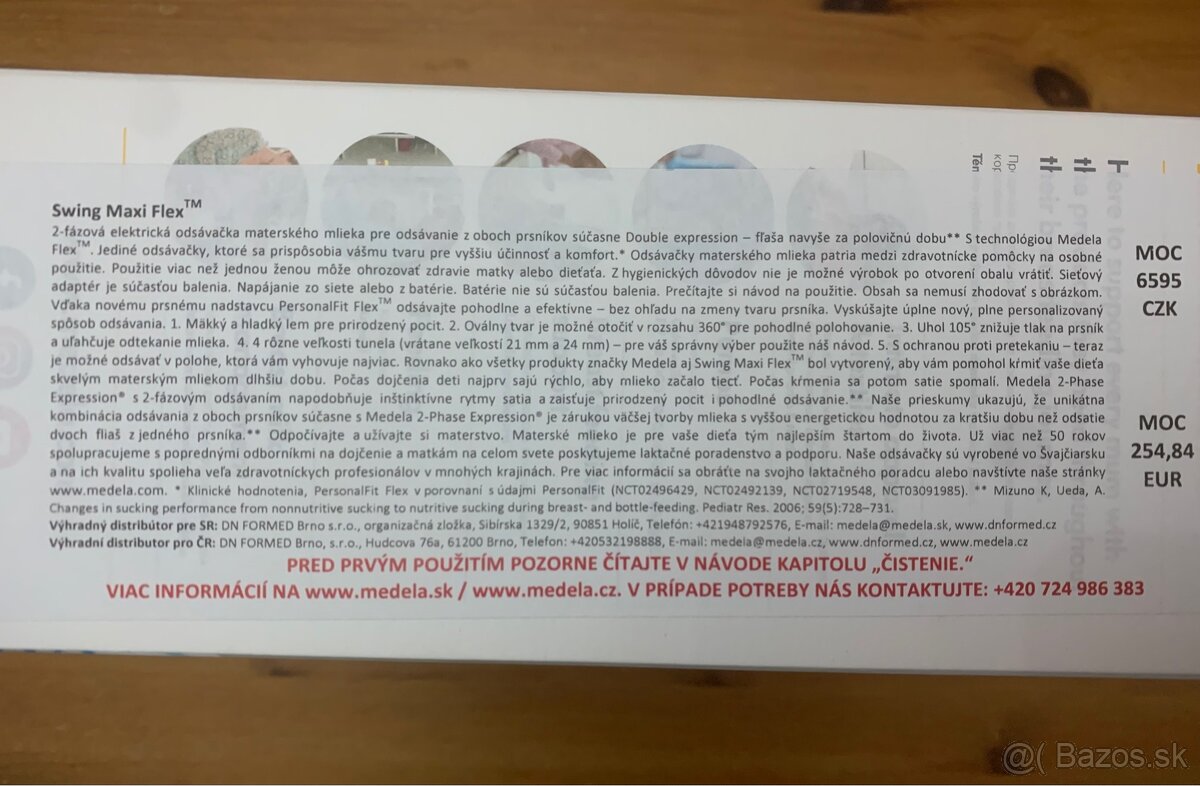 Swing Maxi Flex™
2-fázová elektrická odsávačka materského mlieka pre odsávanie z oboch prsníkov súčasne Double expression – fľaša navyše za polovičnú dobu** S technológiou Medela
Flex™. Jediné odsávačky, ktoré sa prispôsobia vášmu tvaru pre vyššiu účinnosť a komfort.* Odsávačky materského mlieka patria medzi zdravotnícke pomôcky na osobné
použitie. Použitie viac než jednou ženou môže ohrozovať zdravie matky alebo dieťaťa. Z hygienických dôvodov nie je možné výrobok po otvorení obalu vrátiť. Sieťový
adaptér je súčasťou balenia. Napájanie zo siete alebo z batérie. Batérie nie sú súčasťou balenia. Prečítajte si návod na použitie. Obsah sa nemusí zhodovať s obrázkom.
Vďaka novému prsnému nadstavcu PersonalFit Flex™ odsávajte pohodlne a efektívne – bez ohľadu na zmeny tvaru prsníka. Vyskúšajte úplne nový, plne personalizovaný
spôsob odsávania. 1. Mäkký a hladký lem pre prirodzený pocit. 2. Oválny tvar je možné otočiť v rozsahu 360° pre pohodlné polohovanie. 3. Uhol 105° znižuje tlak na prsník
a uľahčuje odtekanie mlieka. 4. 4 rôzne veľkosti tunela (vrátane veľkostí 21 mm a 24 mm) – pre váš správny výber použite náš návod. 5. S ochranou proti pretekaniu – teraz
je možné odsávať v polohe, ktorá vám vyhovuje najviac. Rovnako ako všetky produkty značky Medela aj Swing Maxi Flex™ bol vytvorený, aby vám pomohol kŕmiť vaše dieťa
skvelým materským mliekom dlhšiu dobu. Počas dojčenia deti najprv sajú rýchlo, aby mlieko začalo tiecť. Počas kŕmenia sa potom satie spomalí. Medela 2-Phase
Expression® s 2-fázovým odsávaním napodobňuje inštinktívne rytmy satia a zaisťuje prirodzený pocit i pohodlné odsávanie.** Naše prieskumy ukazujú, že unikátna
kombinácia odsávania z oboch prsníkov súčasne s Medela 2-Phase Expression® je zárukou väčšej tvorby mlieka s vyššou energetickou hodnotou za kratšiu dobu než odsatie
dvoch fliaš z jedného prsníka.** Odpočívajte a užívajte si materstvo. Materské mlieko je pre vaše dieťa tým najlepším štartom do života. Už viac než 50 rokov
spolupracujeme s poprednými odborníkmi na dojčenie a matkám na celom svete poskytujeme laktačné poradenstvo a podporu. Naše odsávačky sú vyrobené vo Švajčiarsku
a na ich kvalitu spolieha veľa zdravotníckych profesionálov v mnohých krajinách. Pre viac informácií sa obráťte na svojho laktačného poradcu alebo navštívte naše stránky
www.medela.com. * Klinické hodnotenia, PersonalFit Flex v porovnaní s údajmi PersonalFit (NCT02496429, NCT02492139, NCT02719548, NCT03091985). ** Mizuno K, Ueda, A.
Changes in sucking performance from nonnutritive sucking to nutritive sucking during breast- and bottle-feeding. Pediatr Res. 2006; 59(5):728–731.
Výhradný distribútor pre SR: DN FORMED Brno s.r.o., organizačná zložka, Sibírska 1329/2, 90851 Holíč, Telefón: +421948792576, E-mail: medela@medela.sk, www.dnformed.cz
Výhradní distributor pro ČR: DN FORMED Brno, s.r.o., Hudcova 76a, 61200 Brno, Telefon: +420532198888, E-mail: medela@medela.cz, www.dnformed.cz, www.medela.cz
PRED PRVÝM POUŽITÍM POZORNE ČÍTAJTE V NÁVODE KAPITOLU „ČISTENIE.“
VIAC INFORMÁCIÍ NA www.medela.sk / www.medela.cz. V PRÍPADE POTREBY NÁS KONTAKTUJTE: +420 724 986 383
MOC
6595
CZK
MOC
254,84
EUR
Here to support
@( Bazos.sk